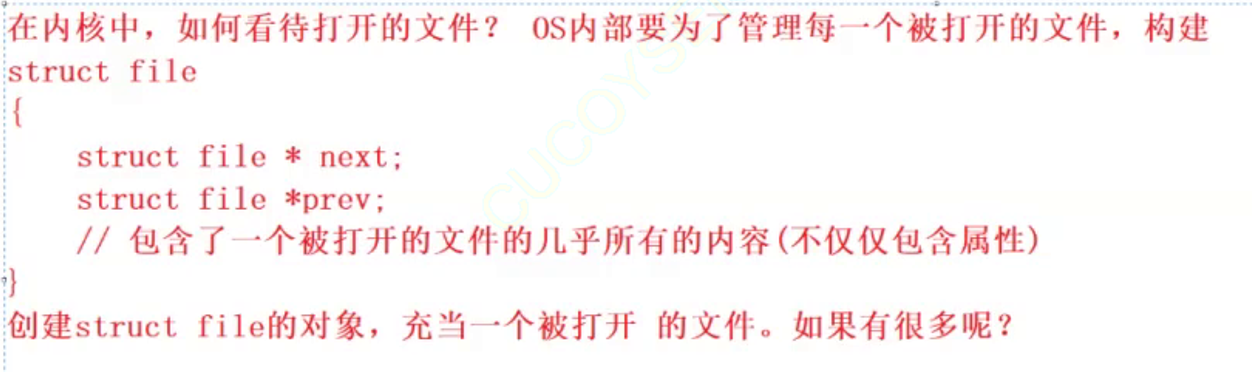 在内核中，如何看待打开的文件？ OS内部要为了管理每一个被打开的文件，构建
struct file
{
    struct file * next;
    struct file *prev;
    // 包含了一个被打开的文件的几乎所有的内容(不仅仅包含属性)
}
创建struct file的对象，充当一个被打开 的文件。如果有很多呢？